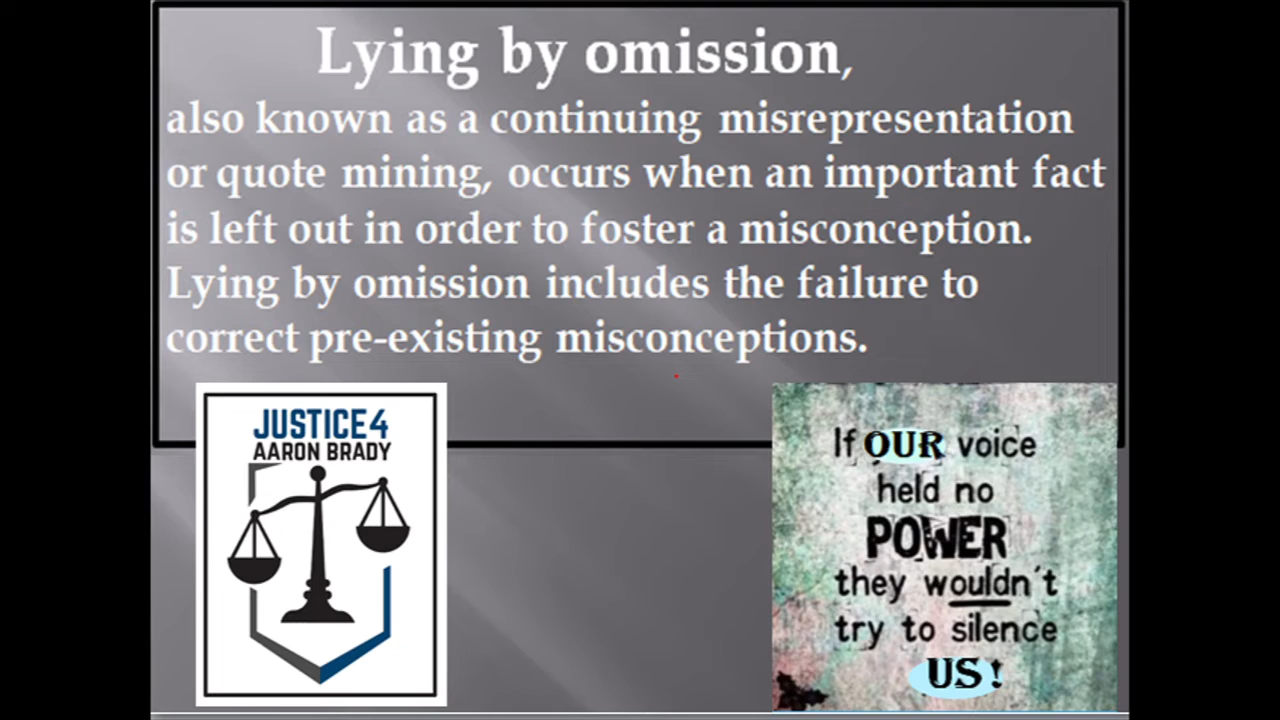 Lying by omission,
also known as a continuing misrepresentation
or quote mining, occurs when an important fact
is left out in order to foster a misconception.
Lying by omission includes the failure to
correct pre-existing misconceptions.
JUSTICE4
AARON BRADY
If OUR voice
held no
POWER
they wouldn't
try to silence
US!